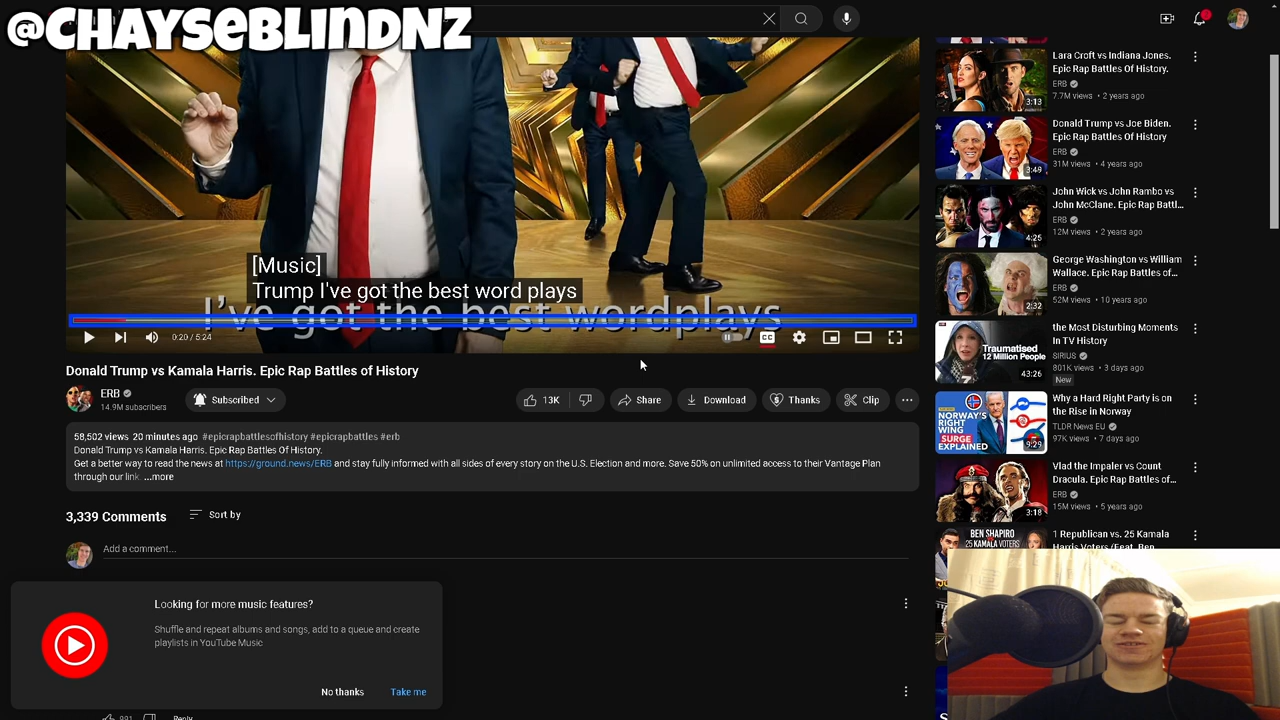 @CHAYSEBLINDNZ
[Music]
Trump I've got the best word plays
I've got the best wordplays
0:20 / 5:24
Donald Trump vs Kamala Harris. Epic Rap Battles of History
ERB
14.9M subscribers
Subscribed
13K
Share
Download
Thanks
Clip
58,502 views 20 minutes ago #epicrapbattlesofhistory #epicrapbattles #erb
Donald Trump vs Kamala Harris. Epic Rap Battles Of History.
Get a better way to read the news at https://ground.news/ERB and stay fully informed with all sides of every story on the U.S. Election and more. Save 50% on unlimited access to their Vantage Plan
through our link. ...more
3,339 Comments
Sort by
Add a comment...
Looking for more music features?
Shuffle and repeat albums and songs, add to a queue and create
playlists in YouTube Music
No thanks
Take me
991
Reply
Lara Croft vs Indiana Jones.
Epic Rap Battles Of History.
ERB
7.7M views • 2 years ago
3:13
Donald Trump vs Joe Biden.
Epic Rap Battles Of History
ERB
31M views • 4 years ago
3:49
John Wick vs John Rambo vs
John McClane. Epic Rap Battl...
ERB
12M views • 2 years ago
4:25
George Washington vs William
Wallace. Epic Rap Battles of...
ERB
52M views • 10 years ago
2:32
the Most Disturbing Moments
In TV History
SIRIUS
801K views • 3 days ago
New
Traumatised
12 Million People
43:26
Why a Hard Right Party is on
the Rise in Norway
TLDR News EU
97K views • 7 days ago
NORWAY'S
RIGHT
WING
SURGE
EXPLAINED
9:29
Vlad the Impaler vs Count
Dracula. Epic Rap Battles of...
ERB
15M views • 5 years ago
3:18
1 Republican vs. 25 Kamala
Harris Voters (Feat. Ben
BEN SHAPIRO
25 KAMALA VOTERS